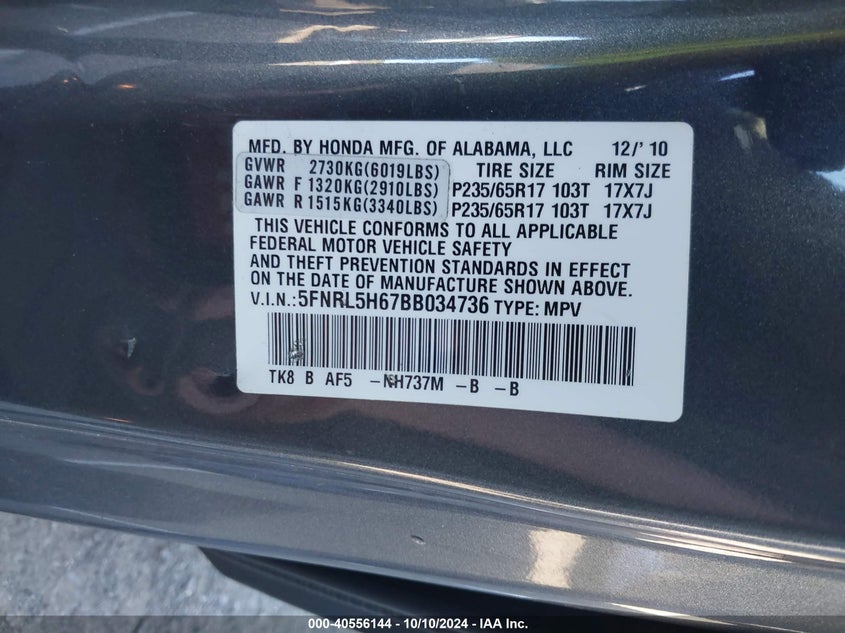 MFD. BY HONDA MFG. OF ALABAMA, LLC 12/' 10
GVWR 2730KG(6019LBS) TIRE SIZE RIM SIZE
GAWR F 1320KG(2910LBS) P235/65R17 103T 17X7J
GAWR R 1515KG(3340LBS) P235/65R17 103T 17X7J
THIS VEHICLE CONFORMS TO ALL APPLICABLE
FEDERAL MOTOR VEHICLE SAFETY
AND THEFT PREVENTION STANDARDS IN EFFECT
ON THE DATE OF MANUFACTURE SHOWN ABOVE.
V.I.N.: 5FNRL5H67BB034736 TYPE: MPV
TK8 B AF5 -NH737M -B -B
000-40556144 - 10/10/2024 - IAA Inc.